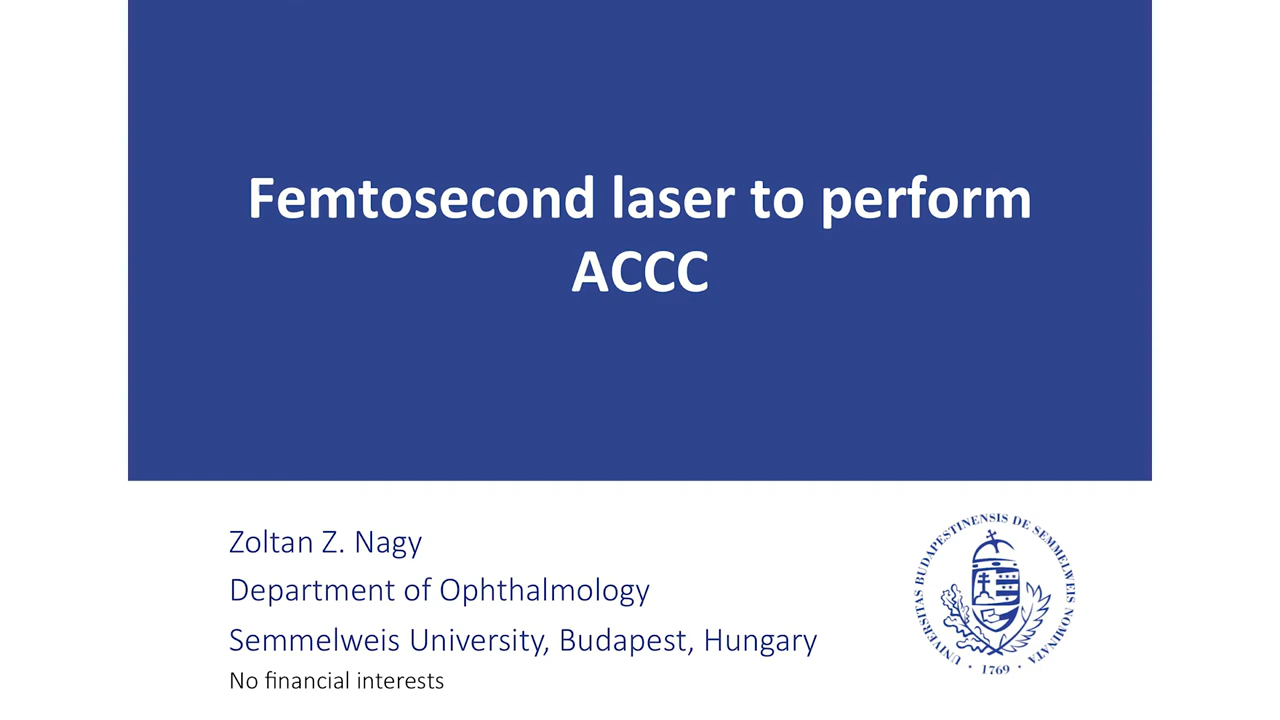 Femtosecond laser to perform
ACCC
Zoltan Z. Nagy
Department of Ophthalmology
Semmelweis University, Budapest, Hungary
No financial interests
UNIVERSITAS BUDAPESTINENSIS DE SEMMELWEIS NOMINATA
· 1769 ·